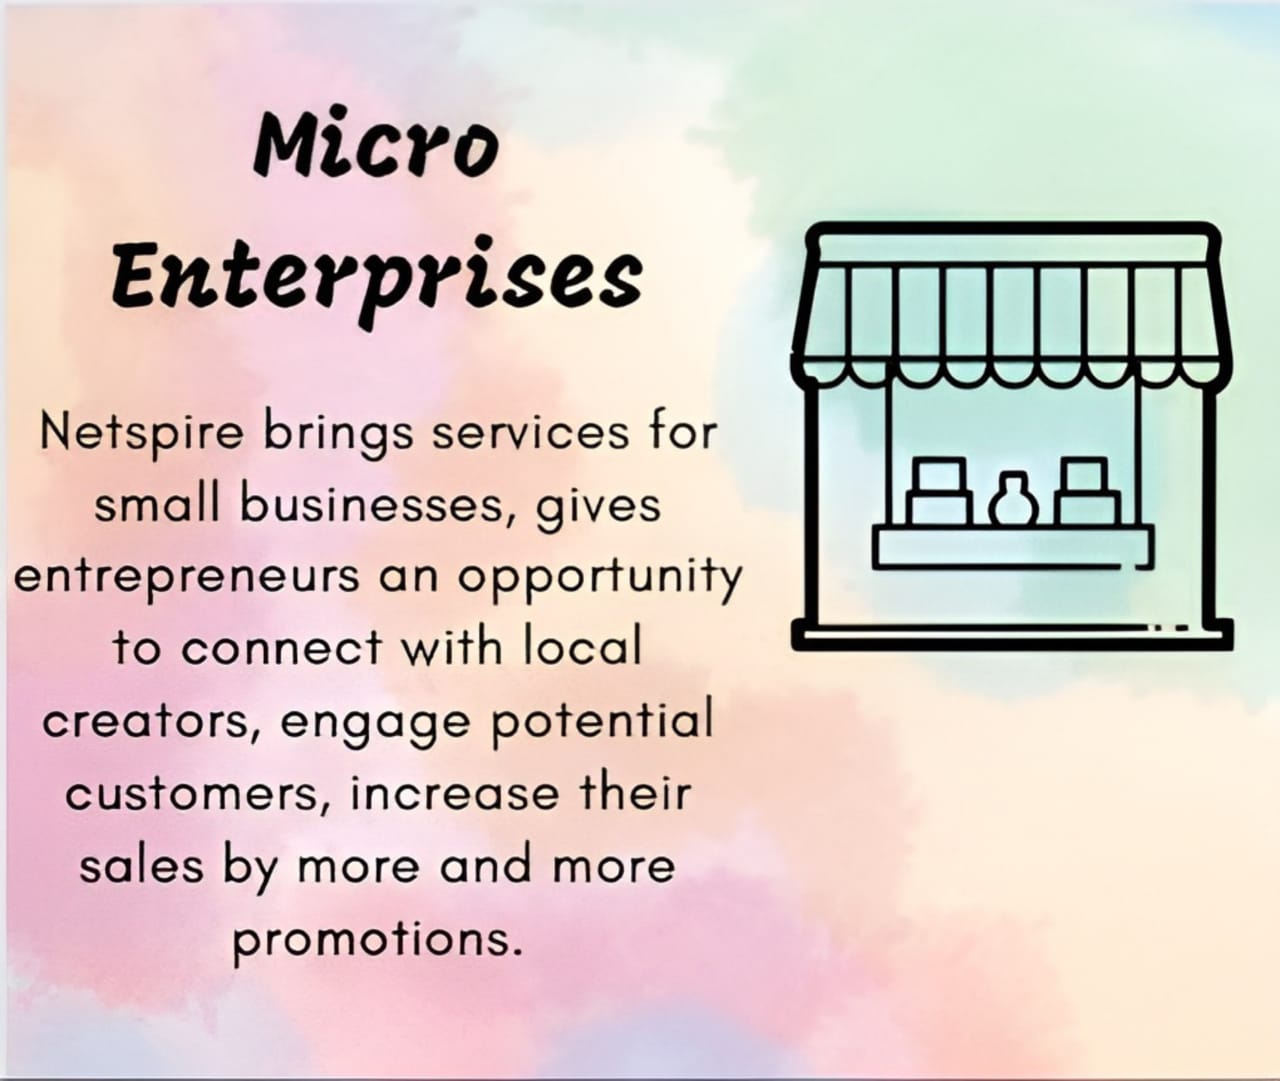 Micro
Enterprises
Netspire brings services for
small businesses, gives
entrepreneurs an opportunity
to connect with local
creators, engage potential
customers, increase their
sales by more and more
promotions.